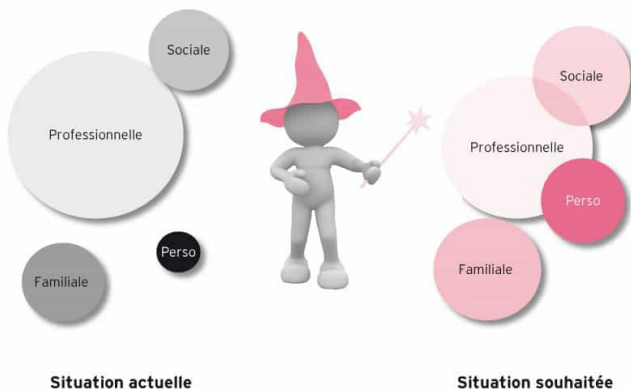 Sociale
Professionnelle
Familiale
Perso
Situation actuelle
Sociale
Professionnelle
Perso
Familiale
Situation souhaitée